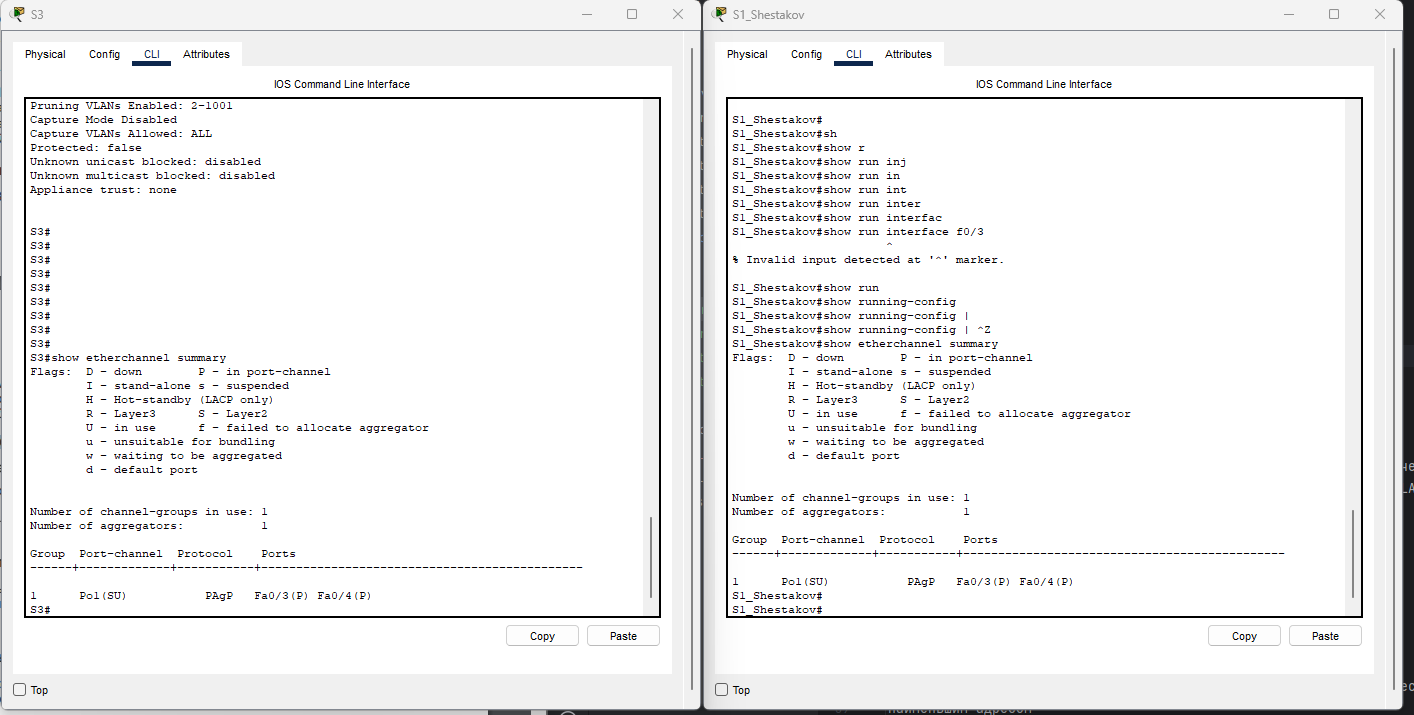 S3
Physical Config CLI Attributes
IOS Command Line Interface
Pruning VLANs Enabled: 2-1001
Capture Mode Disabled
Capture VLANs Allowed: ALL
Protected: false
Unknown unicast blocked: disabled
Unknown multicast blocked: disabled
Appliance trust: none
S3#
S3#
S3#
S3#
S3#
S3#
S3#
S3#
S3#
S3#show etherchannel summary
Flags:  D - down        P - in port-channel
        I - stand-alone s - suspended
        H - Hot-standby (LACP only)
        R - Layer3      S - Layer2
        U - in use      f - failed to allocate aggregator
        u - unsuitable for bundling
        w - waiting to be aggregated
        d - default port
Number of channel-groups in use: 1
Number of aggregators:           1
Group  Port-channel  Protocol    Ports
------+-------------+-----------+----------------------------------------------
1      Po1(SU)           PAgP   Fa0/3(P) Fa0/4(P)
S3#
Copy Paste
Top
S1_Shestakov
Physical Config CLI Attributes
IOS Command Line Interface
S1_Shestakov#
S1_Shestakov#sh
S1_Shestakov#show r
S1_Shestakov#show run inj
S1_Shestakov#show run in
S1_Shestakov#show run int
S1_Shestakov#show run inter
S1_Shestakov#show run interfac
S1_Shestakov#show run interface f0/3
                      ^
% Invalid input detected at '^' marker.
S1_Shestakov#show run
S1_Shestakov#show running-config
S1_Shestakov#show running-config |
S1_Shestakov#show running-config | ^Z
S1_Shestakov#show etherchannel summary
Flags:  D - down        P - in port-channel
        I - stand-alone s - suspended
        H - Hot-standby (LACP only)
        R - Layer3      S - Layer2
        U - in use      f - failed to allocate aggregator
        u - unsuitable for bundling
        w - waiting to be aggregated
        d - default port
Number of channel-groups in use: 1
Number of aggregators:           1
Group  Port-channel  Protocol    Ports
------+-------------+-----------+----------------------------------------------
1      Po1(SU)           PAgP   Fa0/3(P) Fa0/4(P)
S1_Shestakov#
S1_Shestakov#
Copy Paste
Top